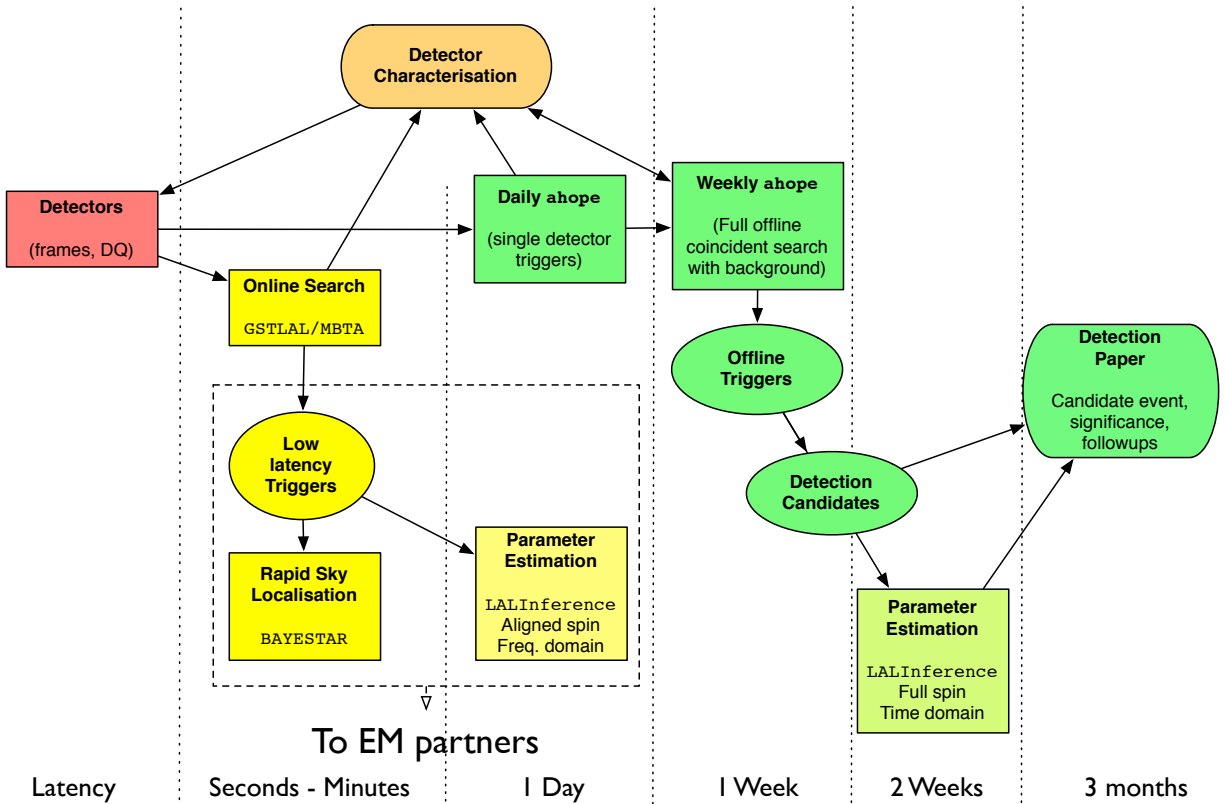 Detector
Characterisation
Detectors
(frames, DQ)
Daily ahope
(single detector
triggers)
Weekly ahope
(Full offline
coincident search
with background)
Online Search
GSTLAL/MBTA
Offline
Triggers
Detection
Paper
Candidate event,
significance,
followups
Low
latency
Triggers
Detection
Candidates
Rapid Sky
Localisation
BAYESTAR
Parameter
Estimation
LALInference
Aligned spin
Freq. domain
Parameter
Estimation
LALInference
Full spin
Time domain
To EM partners
Latency
Seconds - Minutes
1 Day
1 Week
2 Weeks
3 months